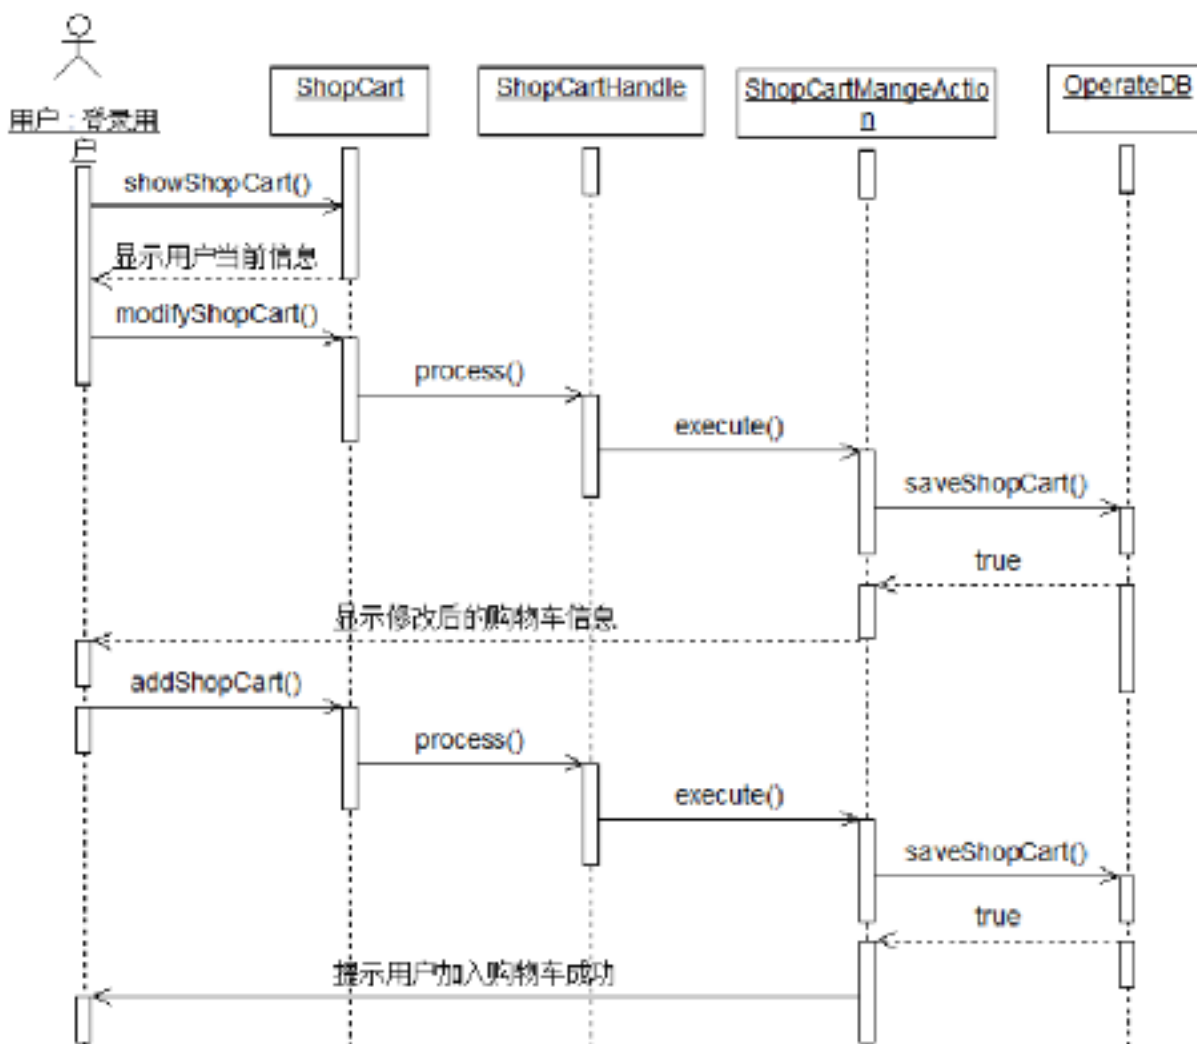 ShopCart
ShopCartHandle
ShopCartMangeActio
n
OperateDB
用户：登录用
户
showShopCart()
显示用户当前信息
modifyShopCart()
process()
execute()
saveShopCart()
true
显示修改后的购物车信息
addShopCart()
process()
execute()
saveShopCart()
true
提示用户加入购物车成功